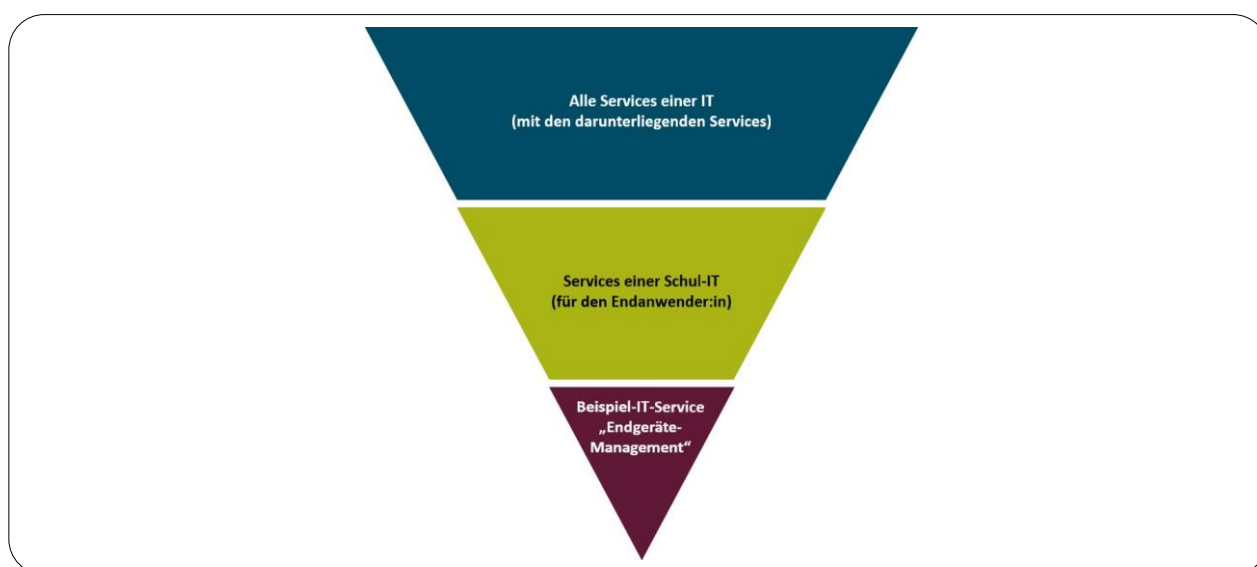 Alle Services einer IT
(mit den darunterliegenden Services)
Services einer Schul-IT
(für den Endanwender:in)
Beispiel-IT-Service
„Endgeräte-
Management“